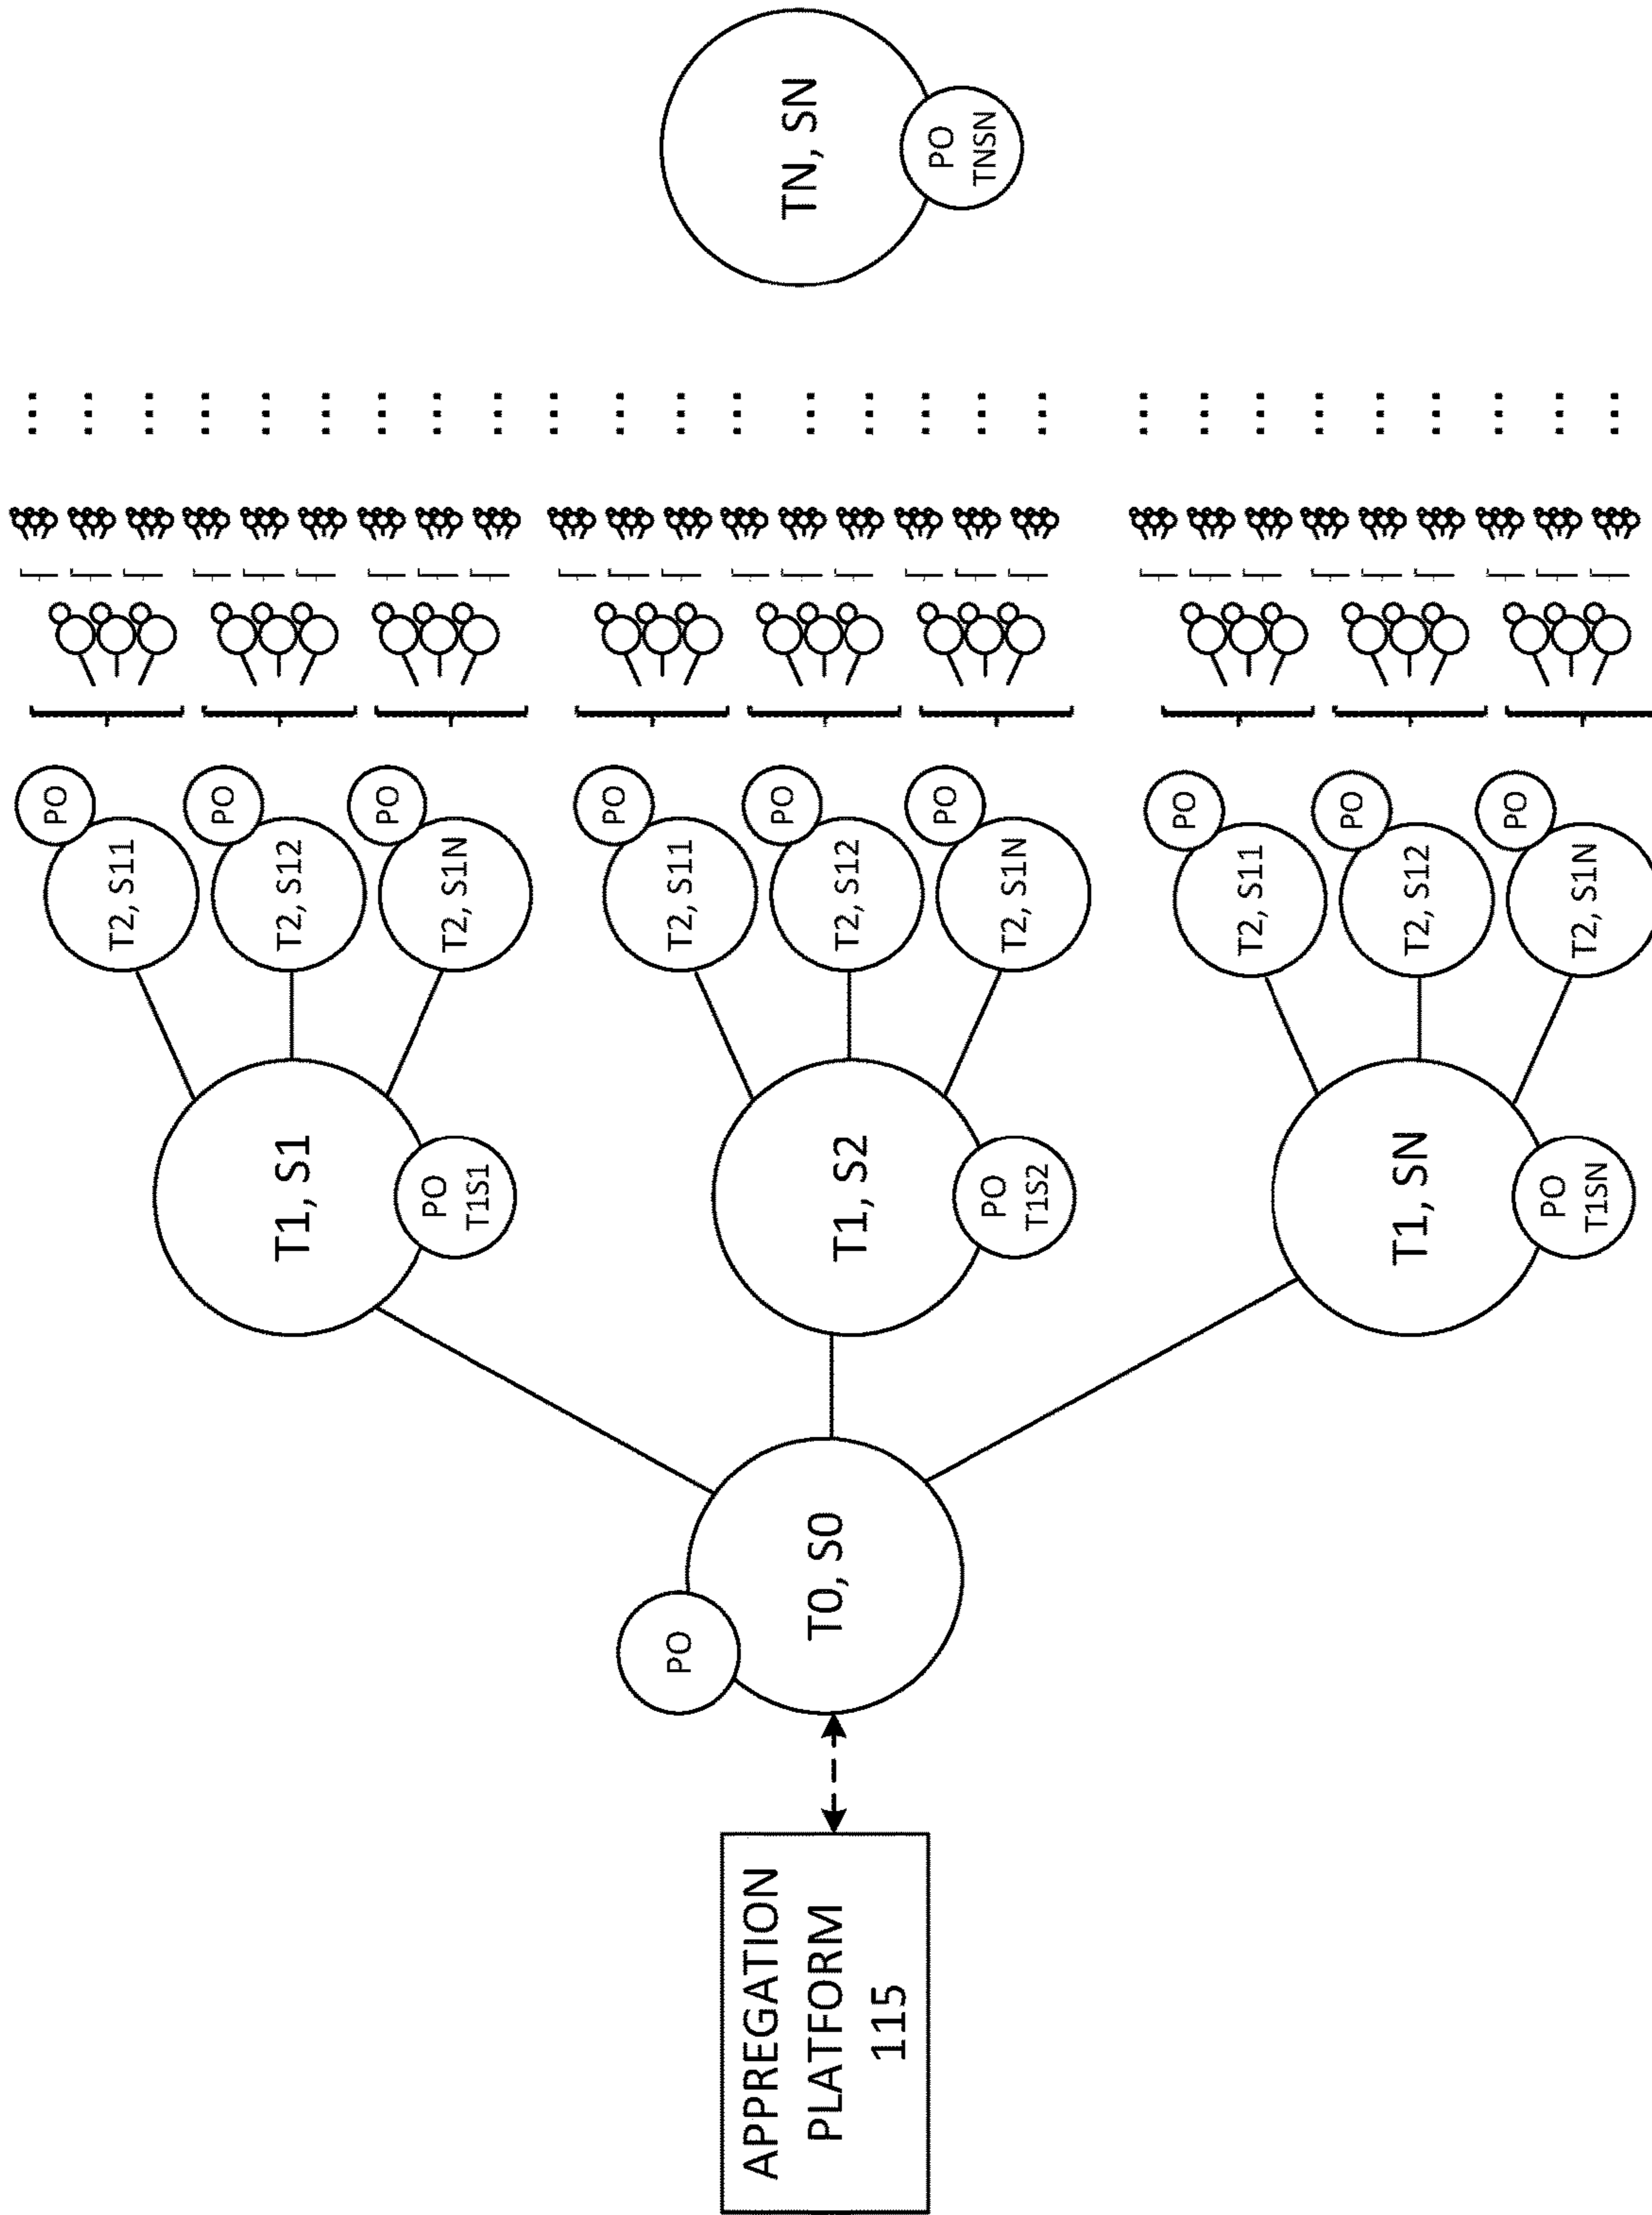 APPREGATION
PLATFORM
115
PO
T0, S0
T1, S1
PO
T1S1
PO
T2, S11
PO
T2, S12
PO
T2, S1N
T1, S2
PO
T1S2
PO
T2, S11
PO
T2, S12
PO
T2, S1N
T1, SN
PO
T1SN
PO
T2, S11
PO
T2, S12
PO
T2, S1N
TN, SN
PO
TNSN